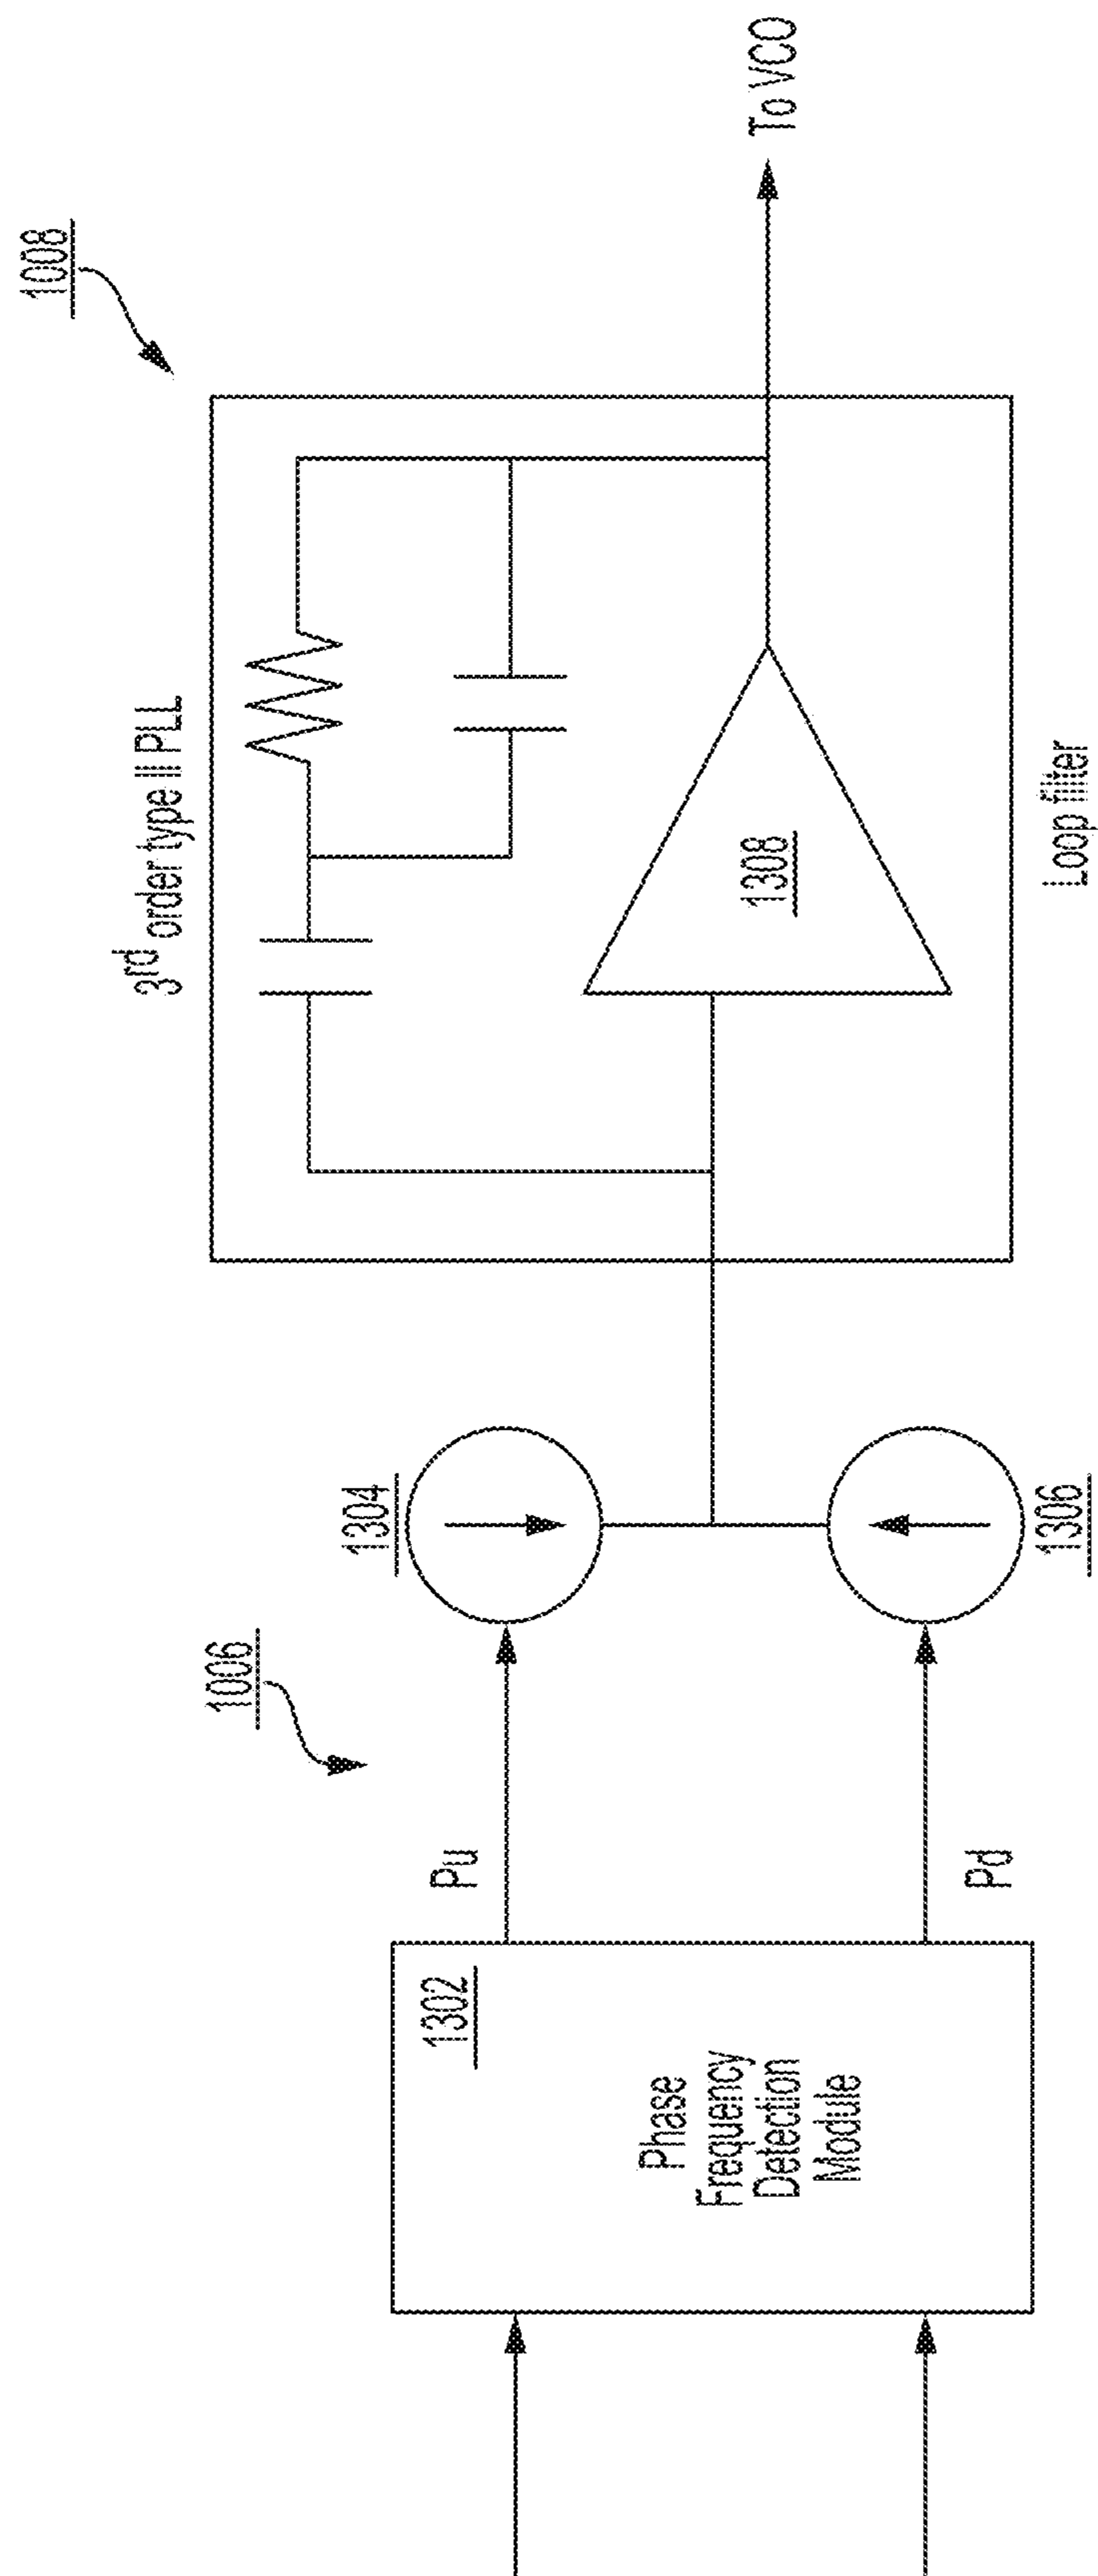 1008
3rd order type II PLL
To VCO
1308
Loop filter
1304
1306
1006
Pu
Pd
1302
Phase
Frequency
Detection
Module